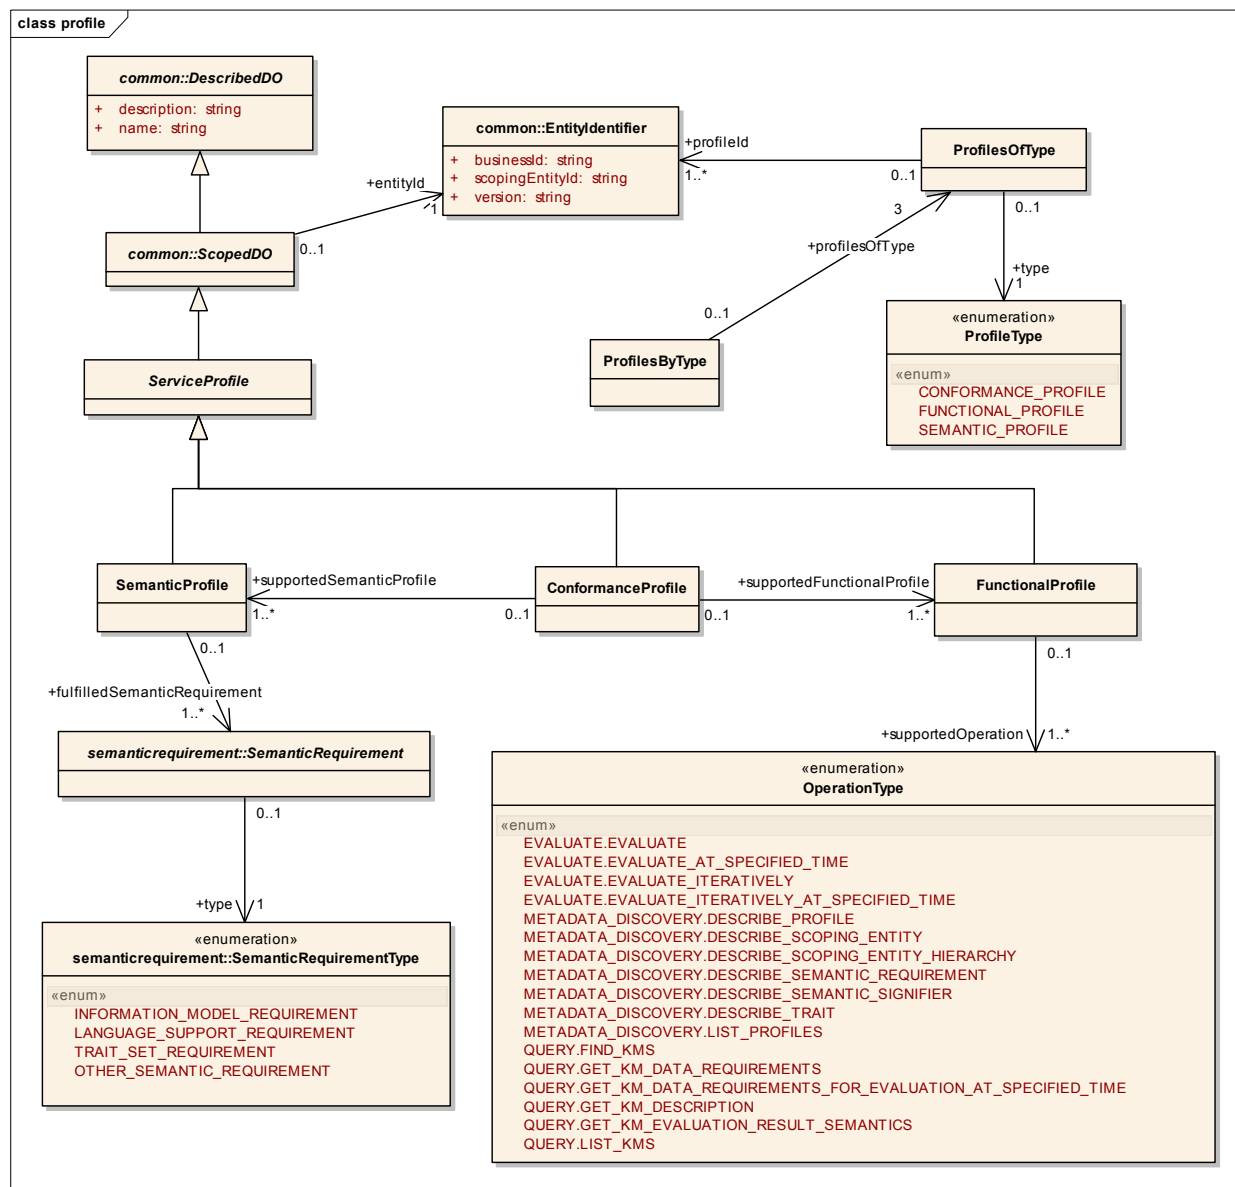 class profile
common::DescribedDO
+ description: string
+ name: string
common::EntityIdentifier
+ businessId: string
+ scopingEntityId: string
+ version: string
+profileId
1..*
0..1
ProfilesOfType
+entityId
1
0..1
common::ScopedDO
3
+profilesOfType
0..1
ProfilesByType
0..1
+type
1
«enumeration»
ProfileType
«enum»
CONFORMANCE_PROFILE
FUNCTIONAL_PROFILE
SEMANTIC_PROFILE
ServiceProfile
SemanticProfile
+supportedSemanticProfile
1..*
0..1
ConformanceProfile
+supportedFunctionalProfile
0..1
1..*
FunctionalProfile
0..1
+fulfilledSemanticRequirement
1..*
0..1
+supportedOperation
1..*
semanticrequirement::SemanticRequirement
0..1
+type
1
«enumeration»
semanticrequirement::SemanticRequirementType
«enum»
INFORMATION_MODEL_REQUIREMENT
LANGUAGE_SUPPORT_REQUIREMENT
TRAIT_SET_REQUIREMENT
OTHER_SEMANTIC_REQUIREMENT
«enumeration»
OperationType
«enum»
EVALUATE.EVALUATE
EVALUATE.EVALUATE_AT_SPECIFIED_TIME
EVALUATE.EVALUATE_ITERATIVELY
EVALUATE.EVALUATE_ITERATIVELY_AT_SPECIFIED_TIME
METADATA_DISCOVERY.DESCRIBE_PROFILE
METADATA_DISCOVERY.DESCRIBE_SCOPING_ENTITY
METADATA_DISCOVERY.DESCRIBE_SCOPING_ENTITY_HIERARCHY
METADATA_DISCOVERY.DESCRIBE_SEMANTIC_REQUIREMENT
METADATA_DISCOVERY.DESCRIBE_SEMANTIC_SIGNIFIER
METADATA_DISCOVERY.DESCRIBE_TRAIT
METADATA_DISCOVERY.LIST_PROFILES
QUERY.FIND_KMS
QUERY.GET_KM_DATA_REQUIREMENTS
QUERY.GET_KM_DATA_REQUIREMENTS_FOR_EVALUATION_AT_SPECIFIED_TIME
QUERY.GET_KM_DESCRIPTION
QUERY.GET_KM_EVALUATION_RESULT_SEMANTICS
QUERY.LIST_KMS